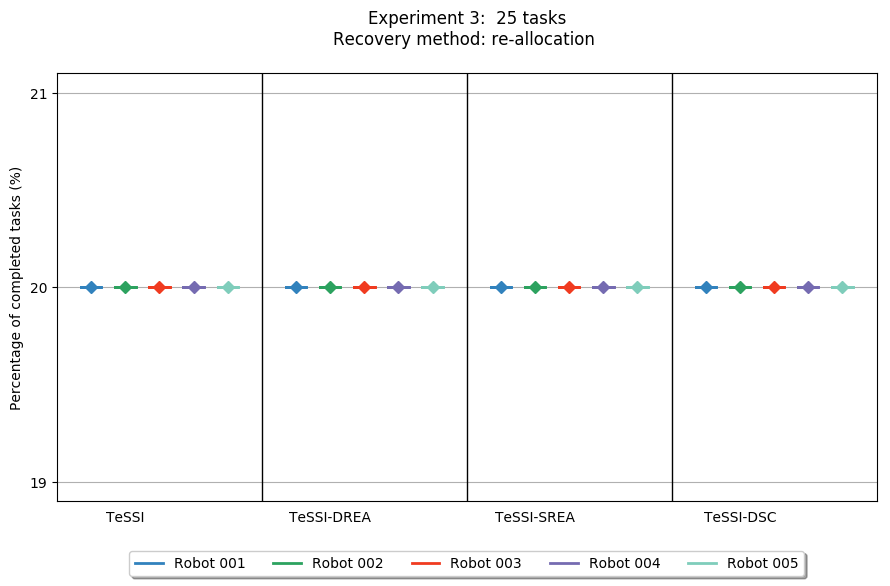 Experiment 3:  25 tasks
Recovery method: re-allocation
Percentage of completed tasks (%)
21
20
19
TeSSI
TeSSI-DREA
TeSSI-SREA
TeSSI-DSC
Robot 001
Robot 002
Robot 003
Robot 004
Robot 005